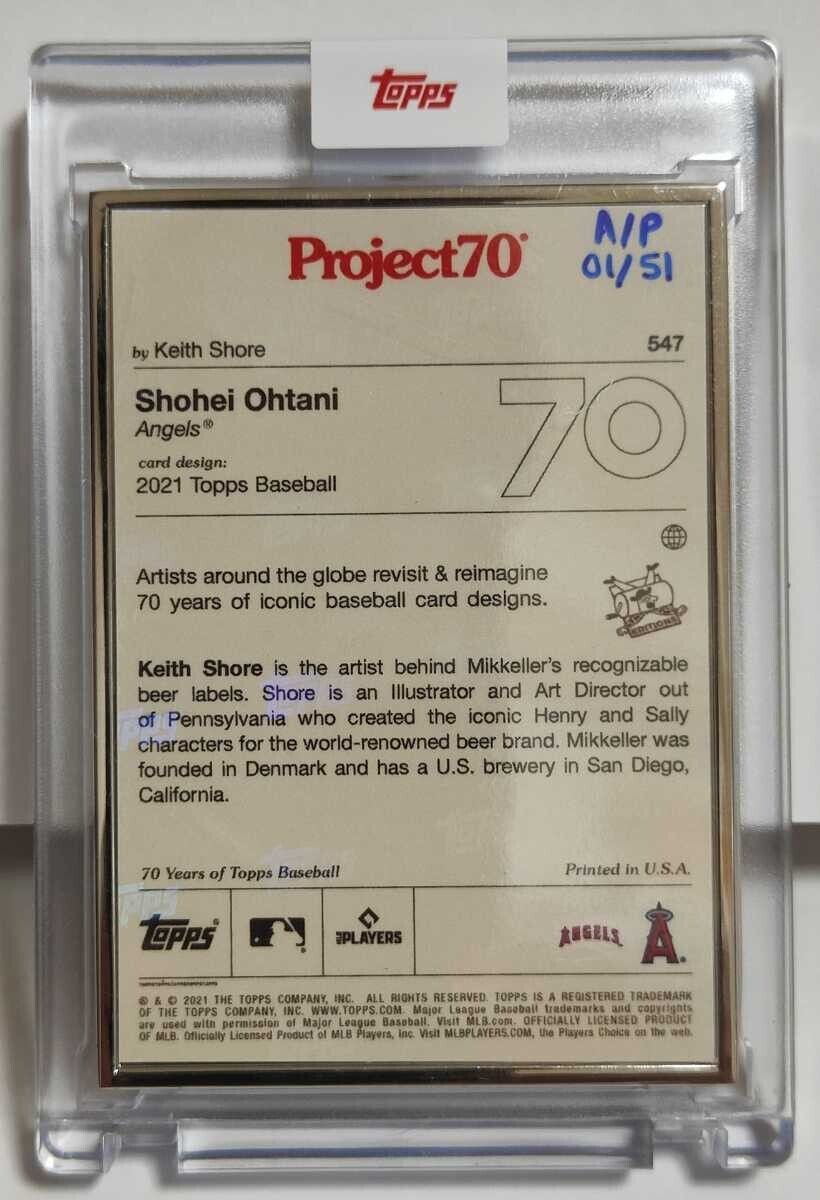 Topps
Project70
A/P
01/51
by Keith Shore 547
Shohei Ohtani
Angels®
card design:
2021 Topps Baseball
70
Artists around the globe revisit & reimagine
70 years of iconic baseball card designs.
EDITIONS
Keith Shore is the artist behind Mikkeller's recognizable
beer labels. Shore is an Illustrator and Art Director out
of Pennsylvania who created the iconic Henry and Sally
characters for the world-renowned beer brand. Mikkeller was
founded in Denmark and has a U.S. brewery in San Diego,
California.
70 Years of Topps Baseball Printed in U.S.A.
Topps® PLAYERS ANGELS A
® & © 2021 THE TOPPS COMPANY, INC. ALL RIGHTS RESERVED. TOPPS IS A REGISTERED TRADEMARK
OF THE TOPPS COMPANY, INC. WWW.TOPPS.COM. Major League Baseball trademarks and copyrights
are used with permission of Major League Baseball. Visit MLB.com. OFFICIALLY LICENSED PRODUCT
OF MLB. Officially Licensed Product of MLB Players, Inc. Visit MLBPLAYERS.COM, the Players Choice on the web.